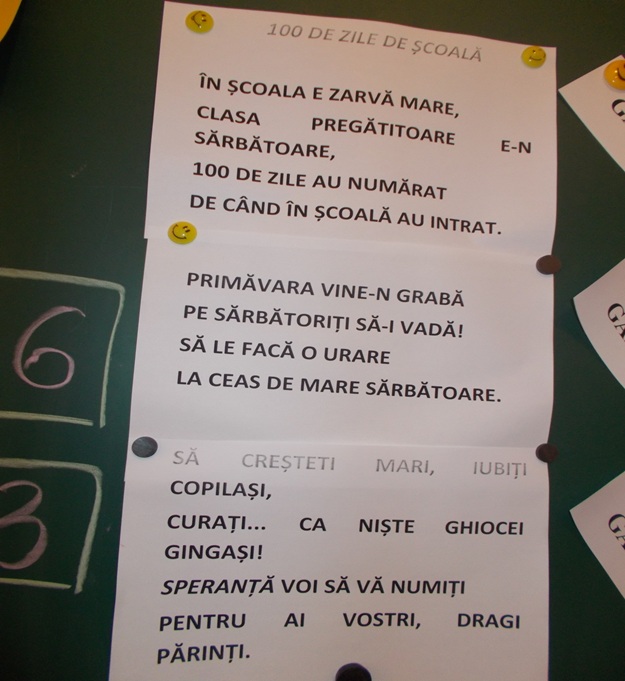 100 DE ZILE DE ȘCOALĂ
ÎN ȘCOALA E ZARVĂ MARE,
CLASA PREGĂTITOARE E-N
SĂRBĂTOARE,
100 DE ZILE AU NUMĂRAT
DE CÂND ÎN ȘCOALĂ AU INTRAT.
PRIMĂVARA VINE-N GRABĂ
PE SĂRBĂTORIȚI SĂ-I VADĂ!
SĂ LE FACĂ O URARE
LA CEAS DE MARE SĂRBĂTOARE.
SĂ CREȘTETI MARI, IUBIȚI
COPILAȘI,
CURAȚI... CA NIȘTE GHIOCEI
GINGAȘI!
SPERANȚĂ VOI SĂ VĂ NUMIȚI
PENTRU AI VOSTRI, DRAGI
PĂRINȚI.
6
3